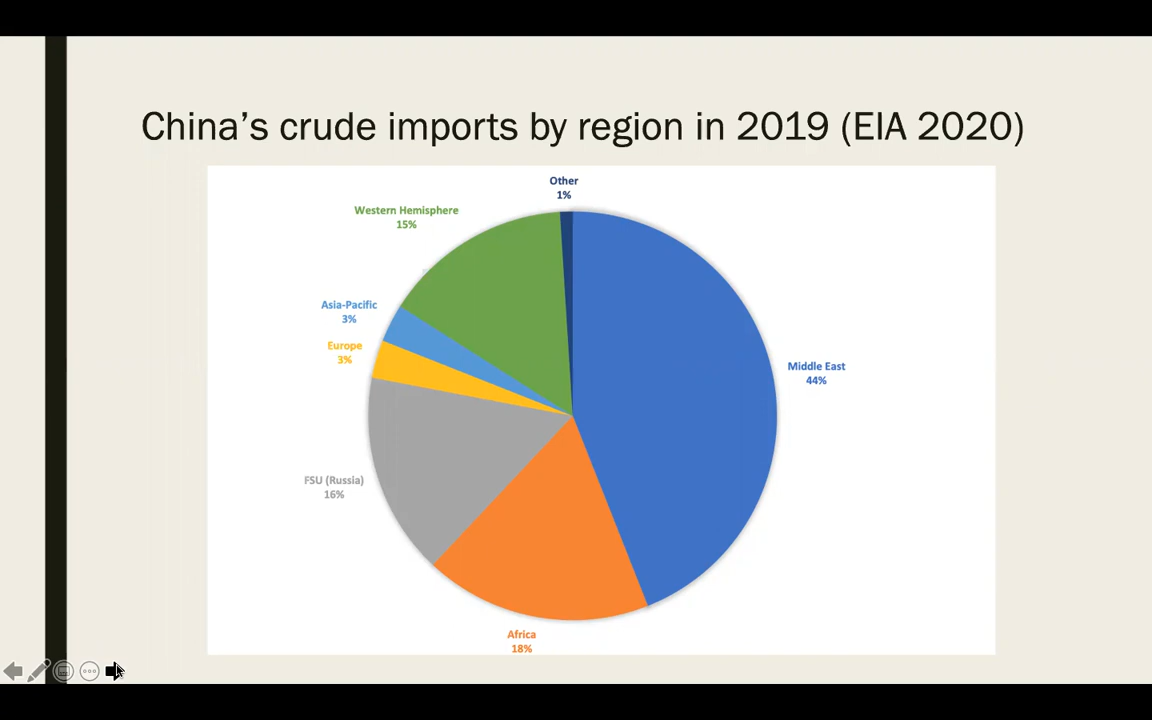 China's crude imports by region in 2019 (EIA 2020)
Other
1%
Western Hemisphere
15%
Asia-Pacific
3%
Europe
3%
Middle East
44%
FSU (Russia)
16%
Africa
18%